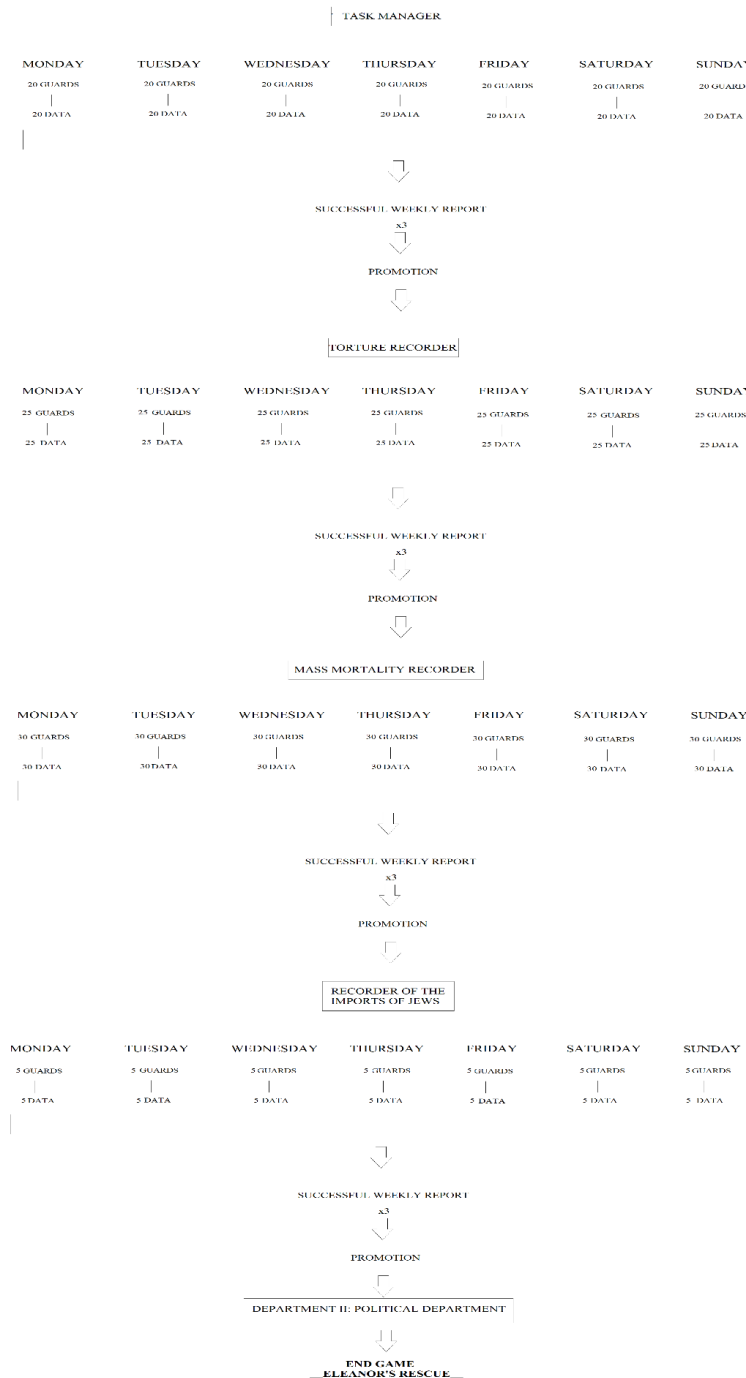 TASK MANAGER
MONDAY TUESDAY WEDNESDAY THURSDAY FRIDAY SATURDAY SUNDAY
20 GUARDS 20 GUARDS 20 GUARDS 20 GUARDS 20 GUARDS 20 GUARDS 20 GUARD
20 DATA 20 DATA 20 DATA 20 DATA 20 DATA 20 DATA 20 DATA
SUCCESSFUL WEEKLY REPORT
x3
PROMOTION
TORTURE RECORDER
MONDAY TUESDAY WEDNESDAY THURSDAY FRIDAY SATURDAY SUNDAY
25 GUARDS 25 GUARDS 25 GUARDS 25 GUARDS 25 GUARDS 25 GUARDS 25 GUARDS
25 DATA 25 DATA 25 DATA 25 DATA 25 DATA 25 DATA 25 DATA
SUCCESSFUL WEEKLY REPORT
x3
PROMOTION
MASS MORTALITY RECORDER
MONDAY TUESDAY WEDNESDAY THURSDAY FRIDAY SATURDAY SUNDAY
30 GUARDS 30 GUARDS 30 GUARDS 30 GUARDS 30 GUARDS 30 GUARDS 30 GUARDS
30 DATA 30 DATA 30 DATA 30 DATA 30 DATA 30 DATA 30 DATA
SUCCESSFUL WEEKLY REPORT
x3
PROMOTION
RECORDER OF THE
IMPORTS OF JEWS
MONDAY TUESDAY WEDNESDAY THURSDAY FRIDAY SATURDAY SUNDAY
5 GUARDS 5 GUARDS 5 GUARDS 5 GUARDS 5 GUARDS 5 GUARDS 5 GUARDS
5 DATA 5 DATA 5 DATA 5 DATA 5 DATA 5 DATA 5 DATA
SUCCESSFUL WEEKLY REPORT
x3
PROMOTION
DEPARTMENT II: POLITICAL DEPARTMENT
END GAME
ELEANOR'S RESCUE